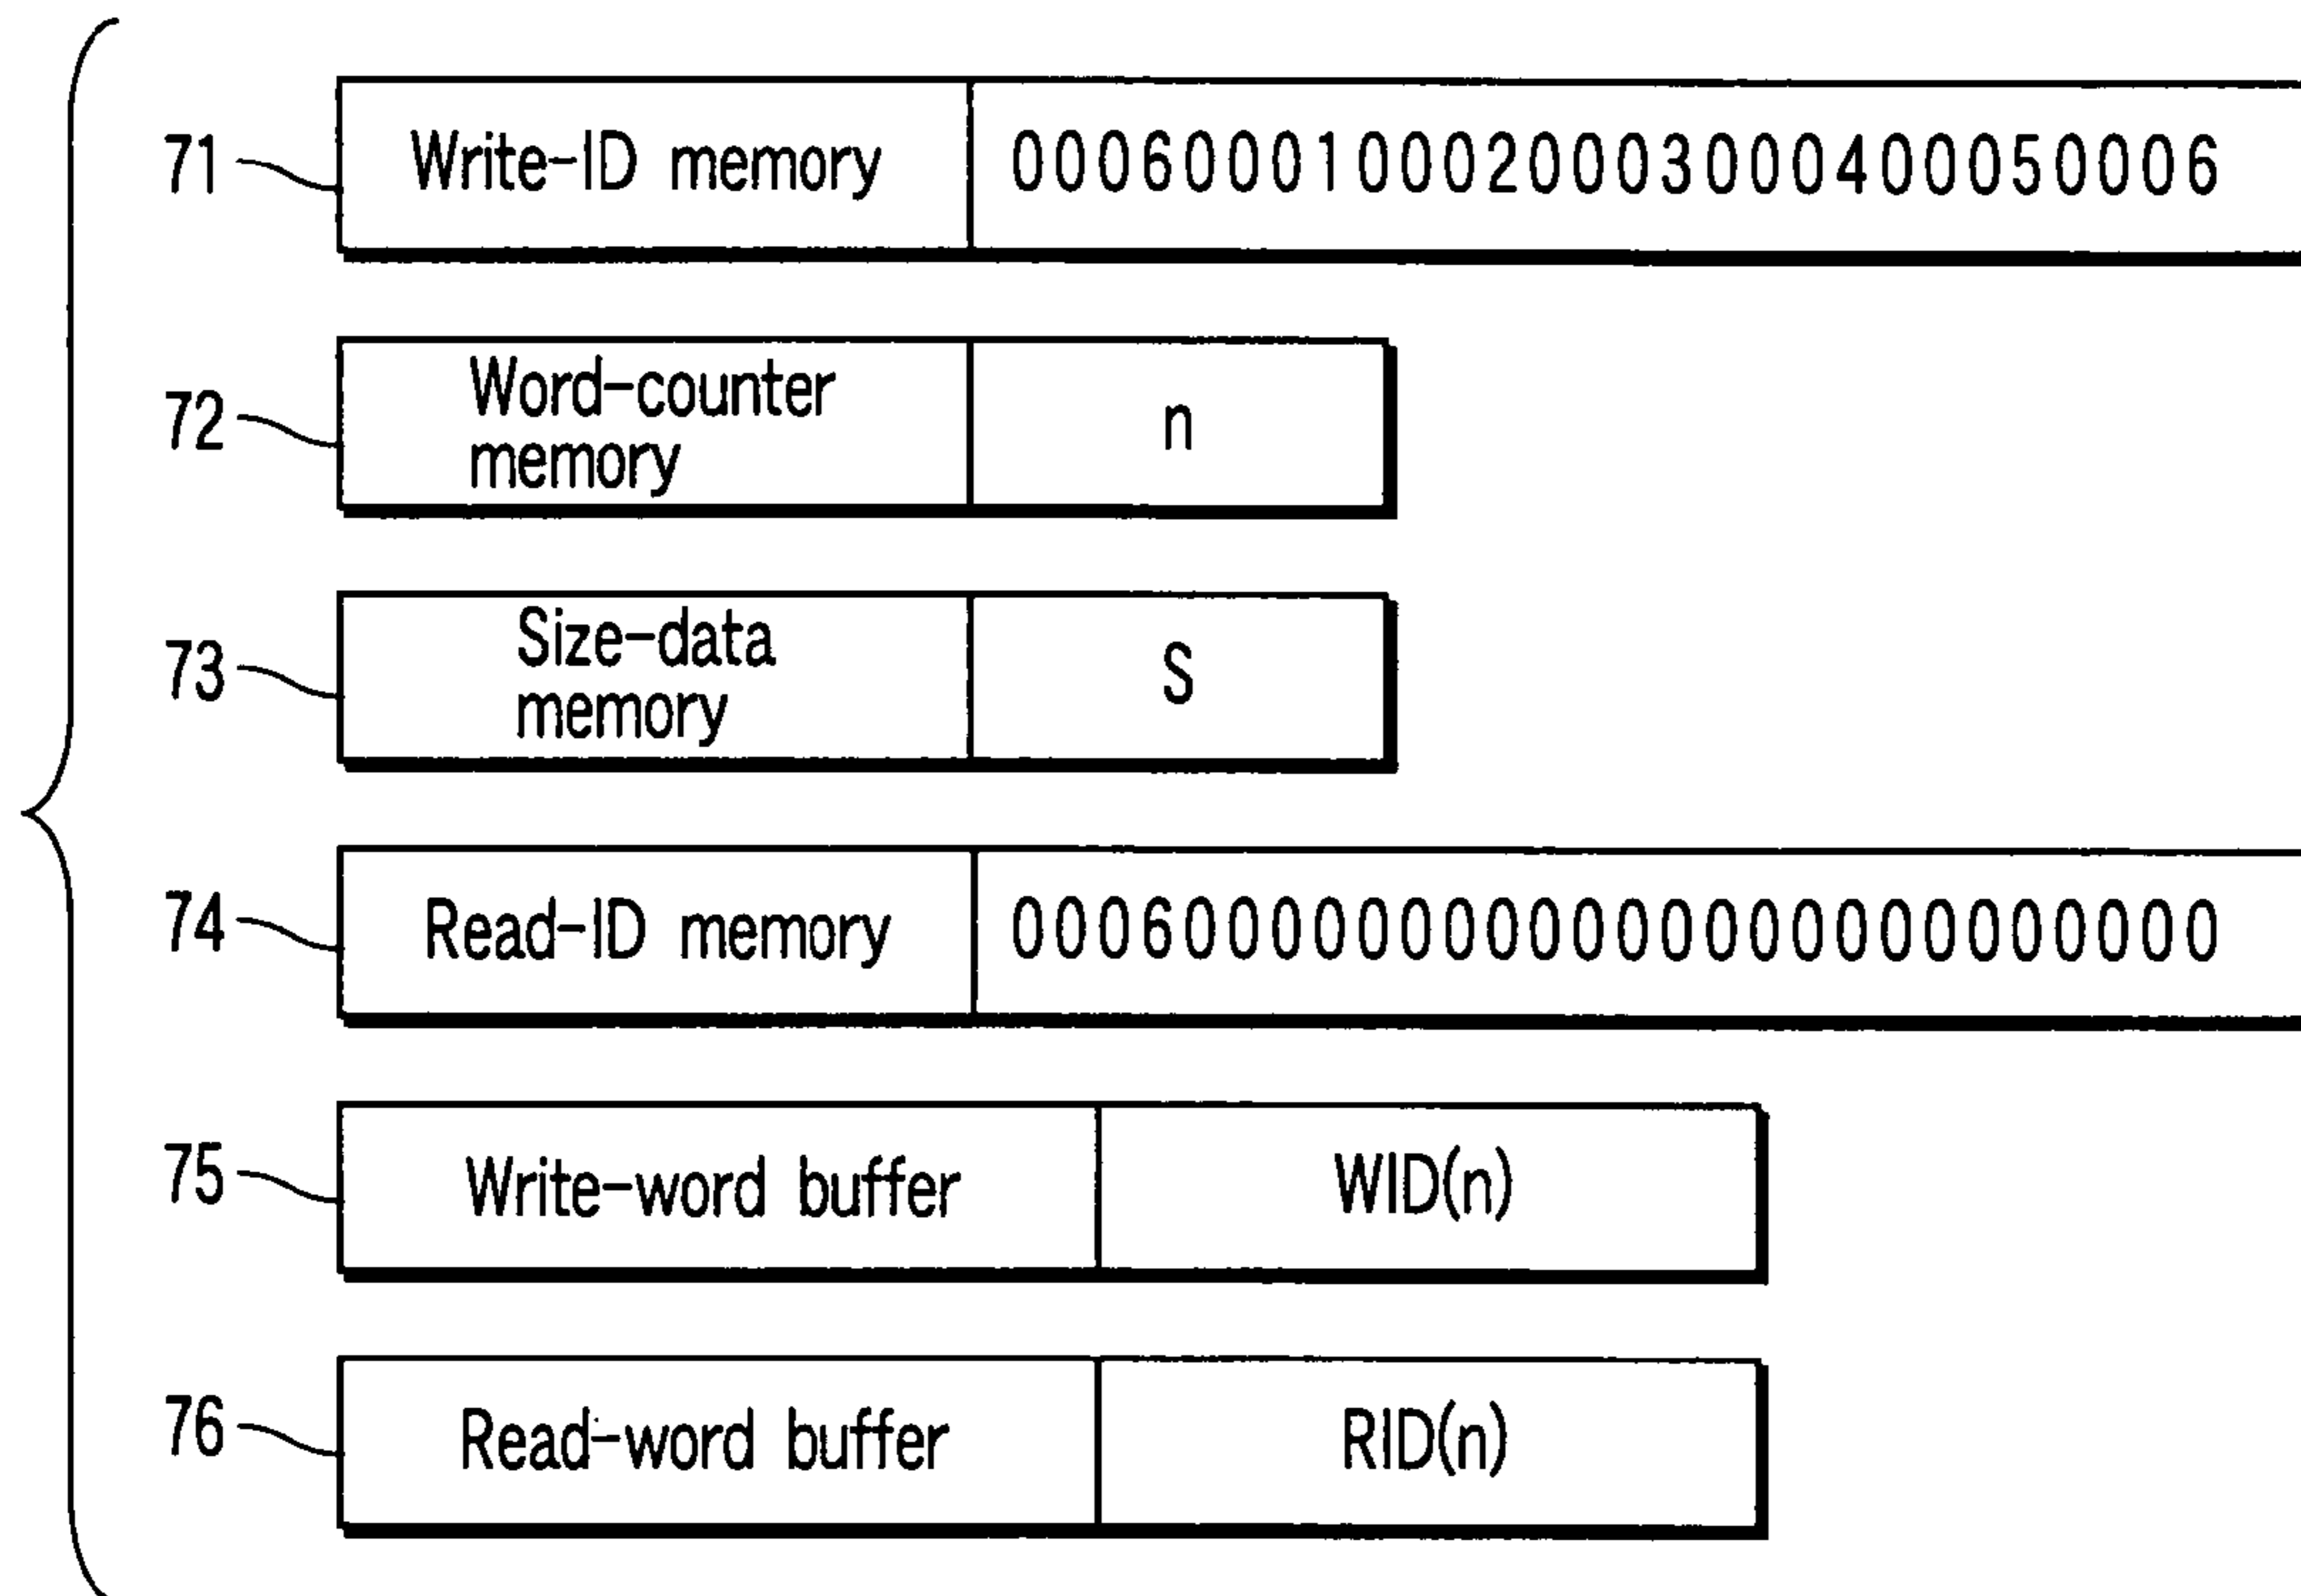 71 Write-ID memory 0006000100020003000400050006
72 Word-counter
memory n
73 Size-data
memory S
74 Read-ID memory 0006000000000000000000000000
75 Write-word buffer WID(n)
76 Read-word buffer RID(n)